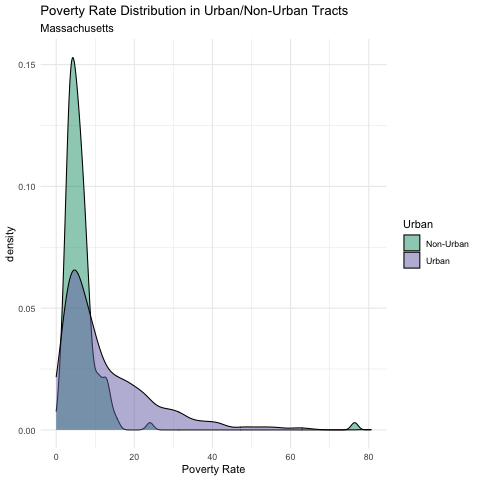 Poverty Rate Distribution in Urban/Non-Urban Tracts
Massachusetts
density
0.15
0.10
0.05
0.00
0
20
40
60
80
Poverty Rate
Urban
Non-Urban
Urban